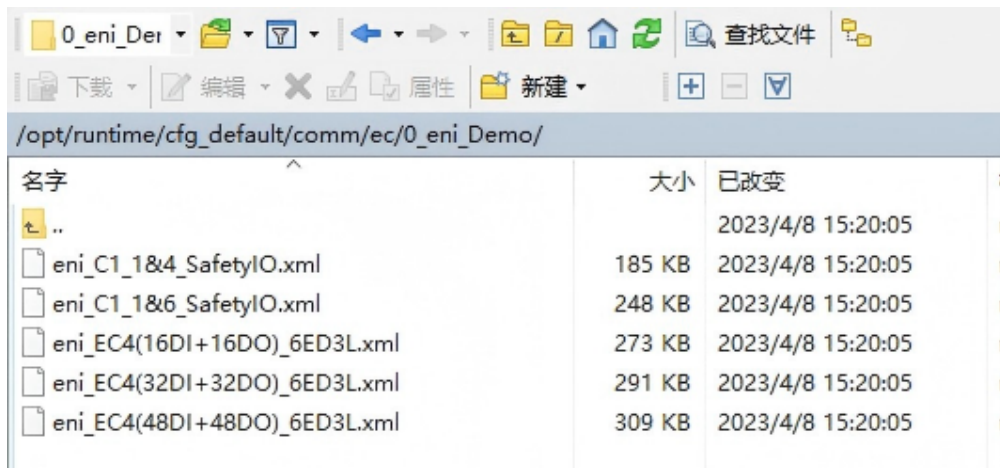 0_eni_Der 查找文件
下载 编辑 属性 新建
/opt/runtime/cfg_default/comm/ec/0_eni_Demo/
名字 大小 已改变
.. 2023/4/8 15:20:05
eni_C1_1&4_SafetyIO.xml 185 KB 2023/4/8 15:20:05
eni_C1_1&6_SafetyIO.xml 248 KB 2023/4/8 15:20:05
eni_EC4(16DI+16DO)_6ED3L.xml 273 KB 2023/4/8 15:20:05
eni_EC4(32DI+32DO)_6ED3L.xml 291 KB 2023/4/8 15:20:05
eni_EC4(48DI+48DO)_6ED3L.xml 309 KB 2023/4/8 15:20:05